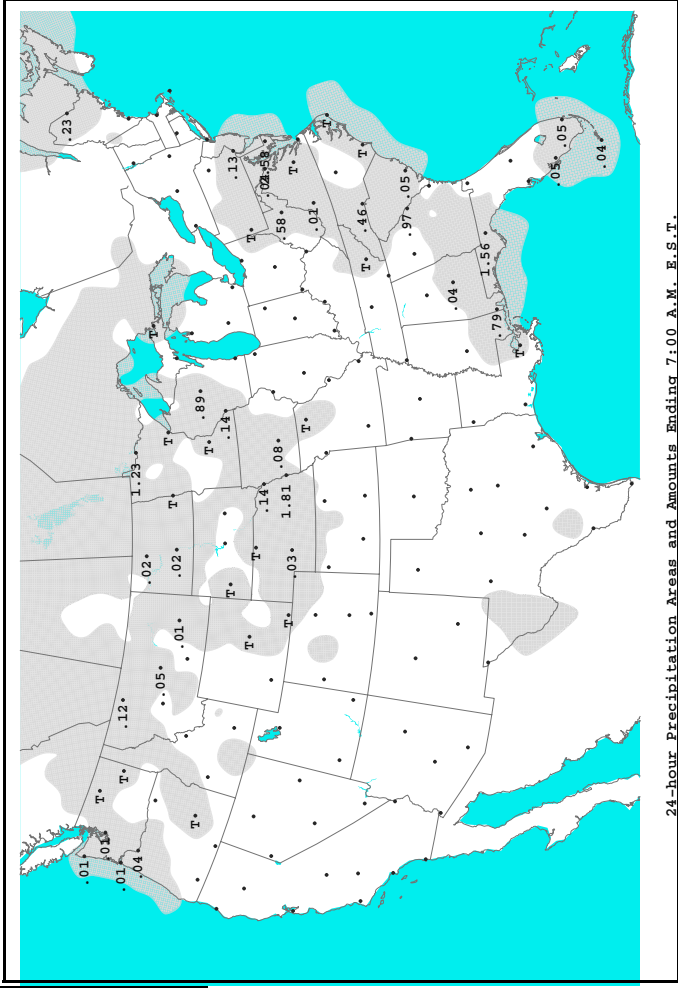 .23
.01
T
.01
.01
.12
T
1.23
.04
.02
T
.05
T
T
.02
.01
T
.89
T
.14
T
.13
T
T
T
.14
.08
.58
1.81
T
.03
T
T
.01
T
T
.46
T
.05
.97
.04
1.56
.79
T
.05
.05
.04
24-hour Precipitation Areas and Amounts Ending 7:00 A.M. E.S.T.